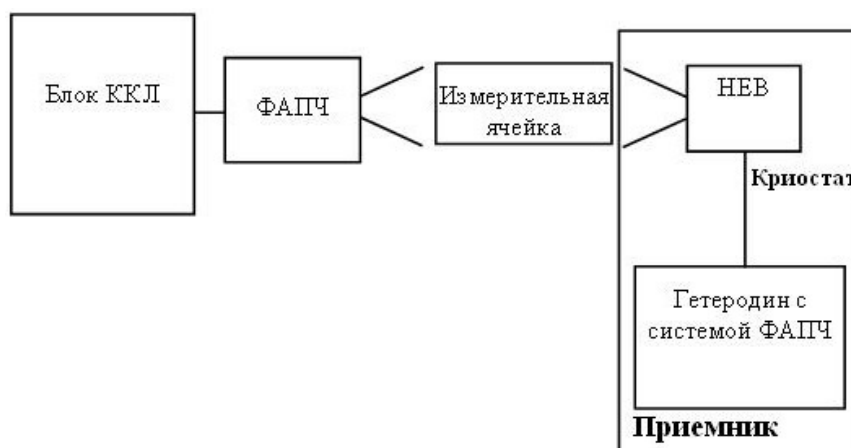 Блок ККЛ
ФАПЧ
Измерительная
ячейка
НЕВ
Криостат
Гетеродин с
системой ФАПЧ
Приемник